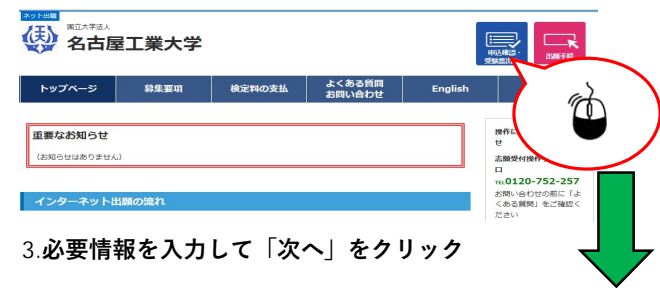 ネット出願
国立大学法人
名古屋工業大学
申込確認・
出願手続
トップページ
募集要項
検定料の支払
よくある質問
お問い合わせ
English
重要なお知らせ
（お知らせはありません）
操作に
せ
志願受付操作
口
TEL0120-752-257
お問い合わせの前に「よ
くある質問」をご確認く
ださい
インターネット出願の流れ
3.必要情報を入力して「次へ」をクリック